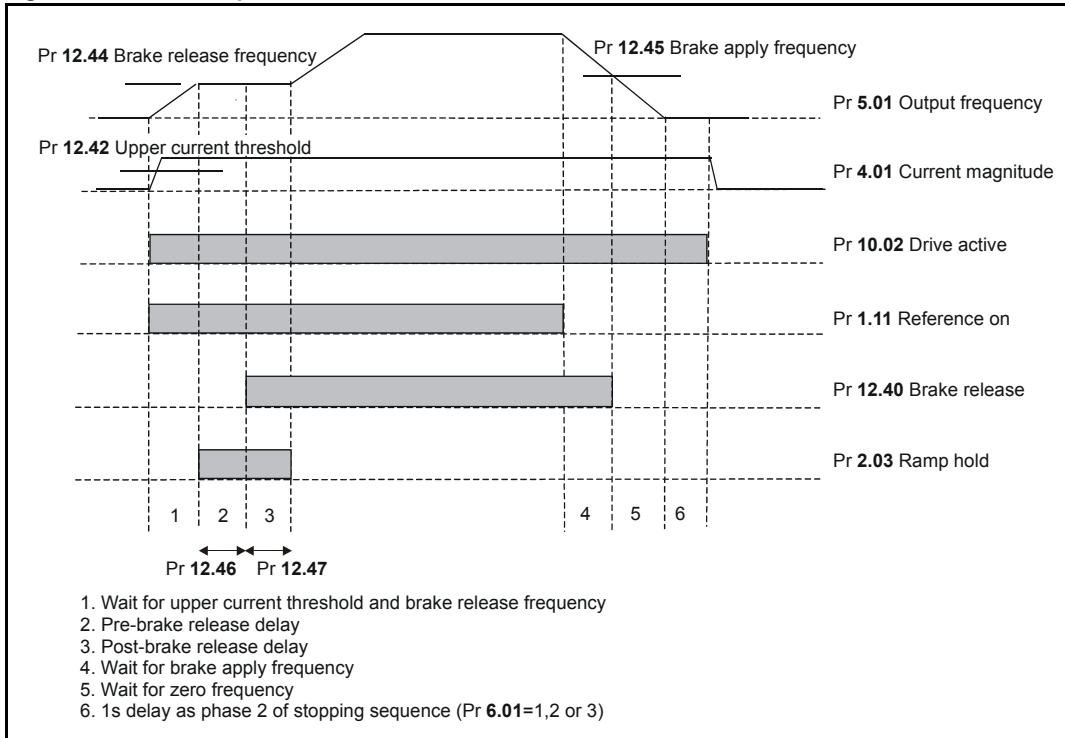 Pr 12.44 Brake release frequency
Pr 12.45 Brake apply frequency
Pr 5.01 Output frequency
Pr 12.42 Upper current threshold
Pr 4.01 Current magnitude
Pr 10.02 Drive active
Pr 1.11 Reference on
Pr 12.40 Brake release
Pr 2.03 Ramp hold
1 2 3 4 5 6
Pr 12.46 Pr 12.47
1. Wait for upper current threshold and brake release frequency
2. Pre-brake release delay
3. Post-brake release delay
4. Wait for brake apply frequency
5. Wait for zero frequency
6. 1s delay as phase 2 of stopping sequence (Pr 6.01=1,2 or 3)